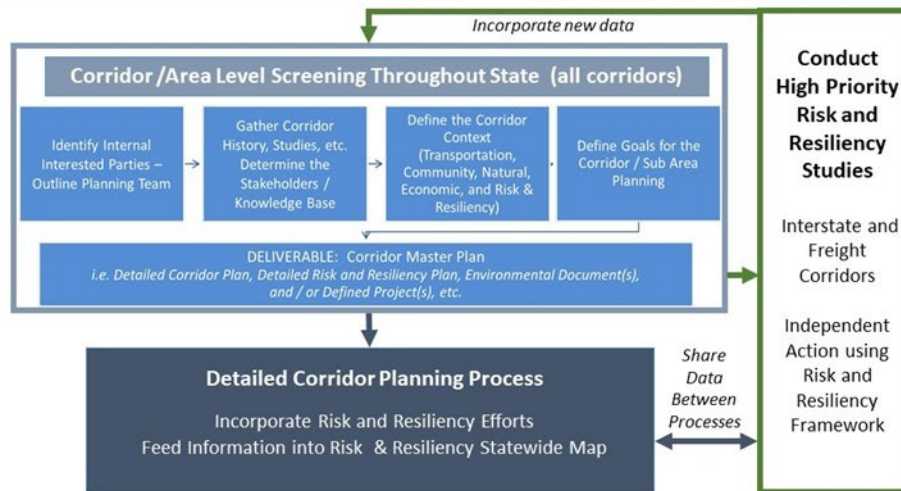 Incorporate new data
Corridor /Area Level Screening Throughout State (all corridors)
Identify Internal
Interested Parties –
Outline Planning Team
Gather Corridor
History, Studies, etc.
Determine the
Stakeholders /
Knowledge Base
Define the Corridor
Context
(Transportation,
Community, Natural,
Economic, and Risk &
Resiliency)
Define Goals for the
Corridor / Sub Area
Planning
DELIVERABLE: Corridor Master Plan
i.e. Detailed Corridor Plan, Detailed Risk and Resiliency Plan, Environmental Document(s),
and / or Defined Project(s), etc.
Detailed Corridor Planning Process
Incorporate Risk and Resiliency Efforts
Feed Information into Risk & Resiliency Statewide Map
Share
Data
Between
Processes
Conduct
High Priority
Risk and
Resiliency
Studies
Interstate and
Freight
Corridors
Independent
Action using
Risk and
Resiliency
Framework